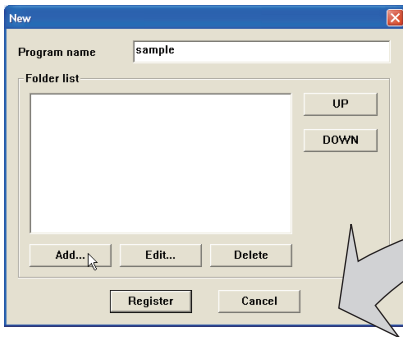 New
Program name
sample
Folder list
UP
DOWN
Add...
Edit...
Delete
Register
Cancel